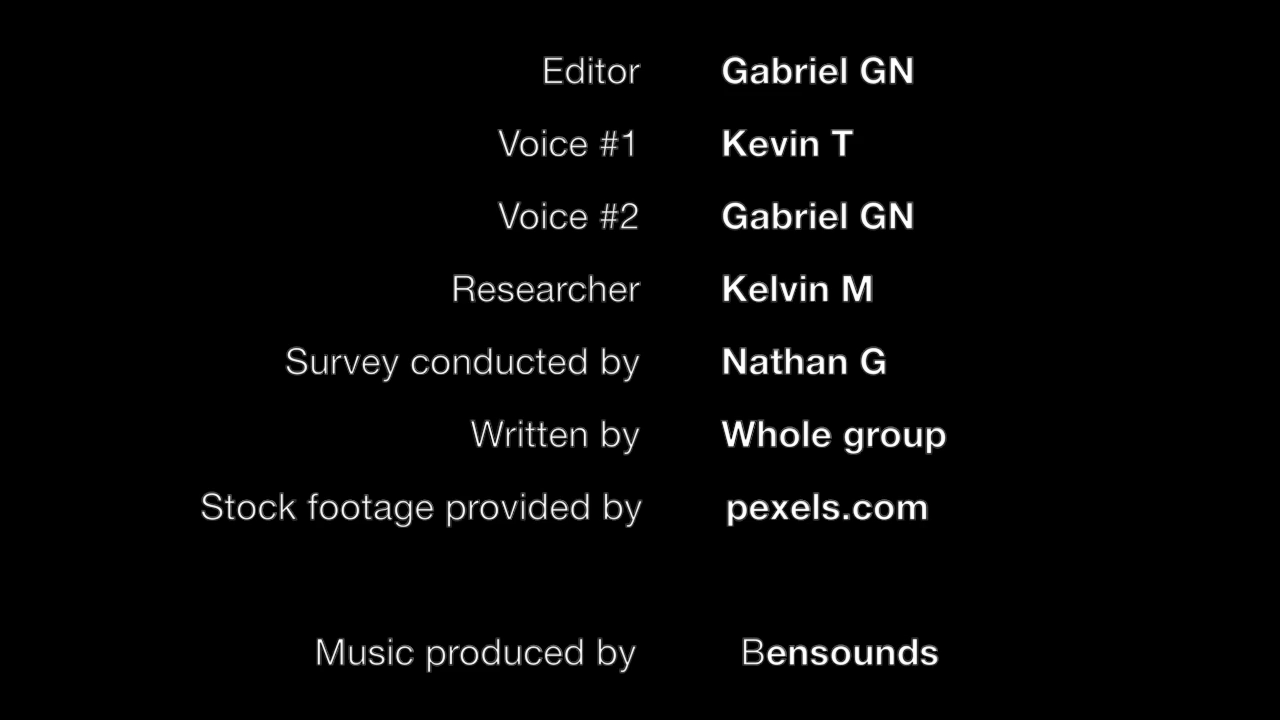 Editor Gabriel GN
Voice #1 Kevin T
Voice #2 Gabriel GN
Researcher Kelvin M
Survey conducted by Nathan G
Written by Whole group
Stock footage provided by pexels.com
Music produced by Bensounds